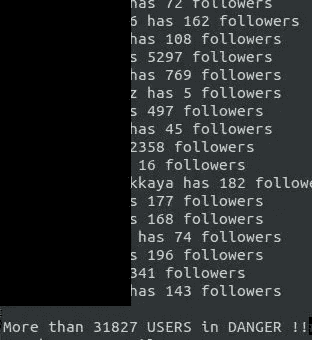 has 72 followers
6 has 162 followers
has 108 followers
s 5297 followers
has 769 followers
z has 5 followers
s 497 followers
has 45 followers
2358 followers
16 followers
kkaya has 182 followe
s 177 followers
s 168 followers
has 74 followers
s 196 followers
341 followers
has 143 followers
More than 31827 USERS in DANGER !!